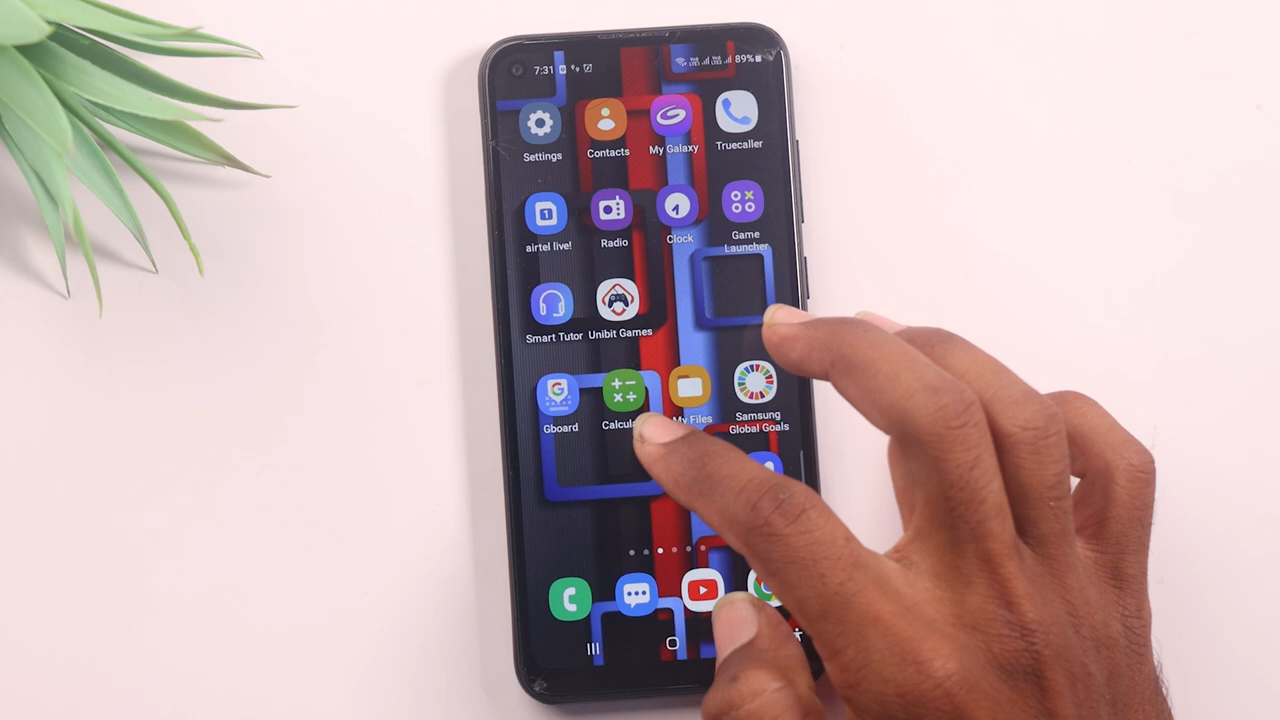 7:31
89%
Settings
Contacts
My Galaxy
Truecaller
airtel live!
Radio
Clock
Game
Launcher
Smart Tutor
Unibit Games
Gboard
Calcula
My Files
Samsung
Global Goals